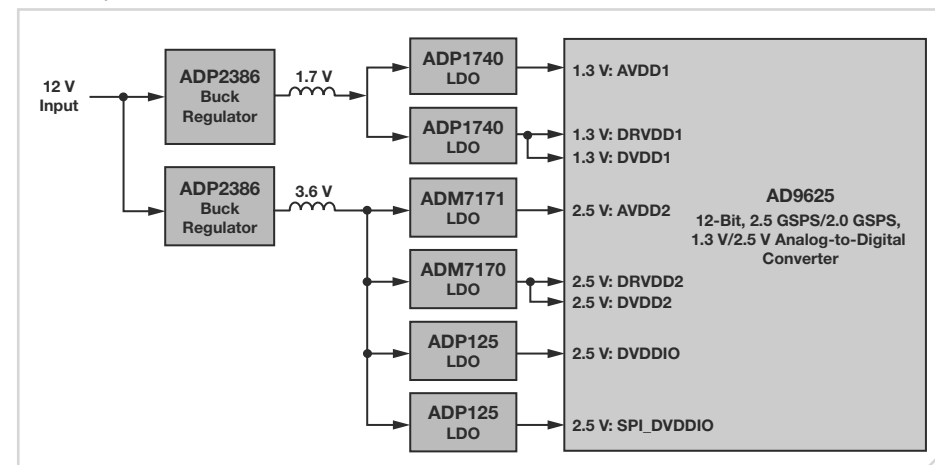 12 V
Input
ADP2386
Buck
Regulator
1.7 V
ADP1740
LDO
1.3 V: AVDD1
ADP1740
LDO
1.3 V: DRVDD1
1.3 V: DVDD1
ADP2386
Buck
Regulator
3.6 V
ADM7171
LDO
2.5 V: AVDD2
ADM7170
LDO
2.5 V: DRVDD2
2.5 V: DVDD2
ADP125
LDO
2.5 V: DVDDIO
ADP125
LDO
2.5 V: SPI_DVDDIO
AD9625
12-Bit, 2.5 GSPS/2.0 GSPS,
1.3 V/2.5 V Analog-to-Digital
Converter